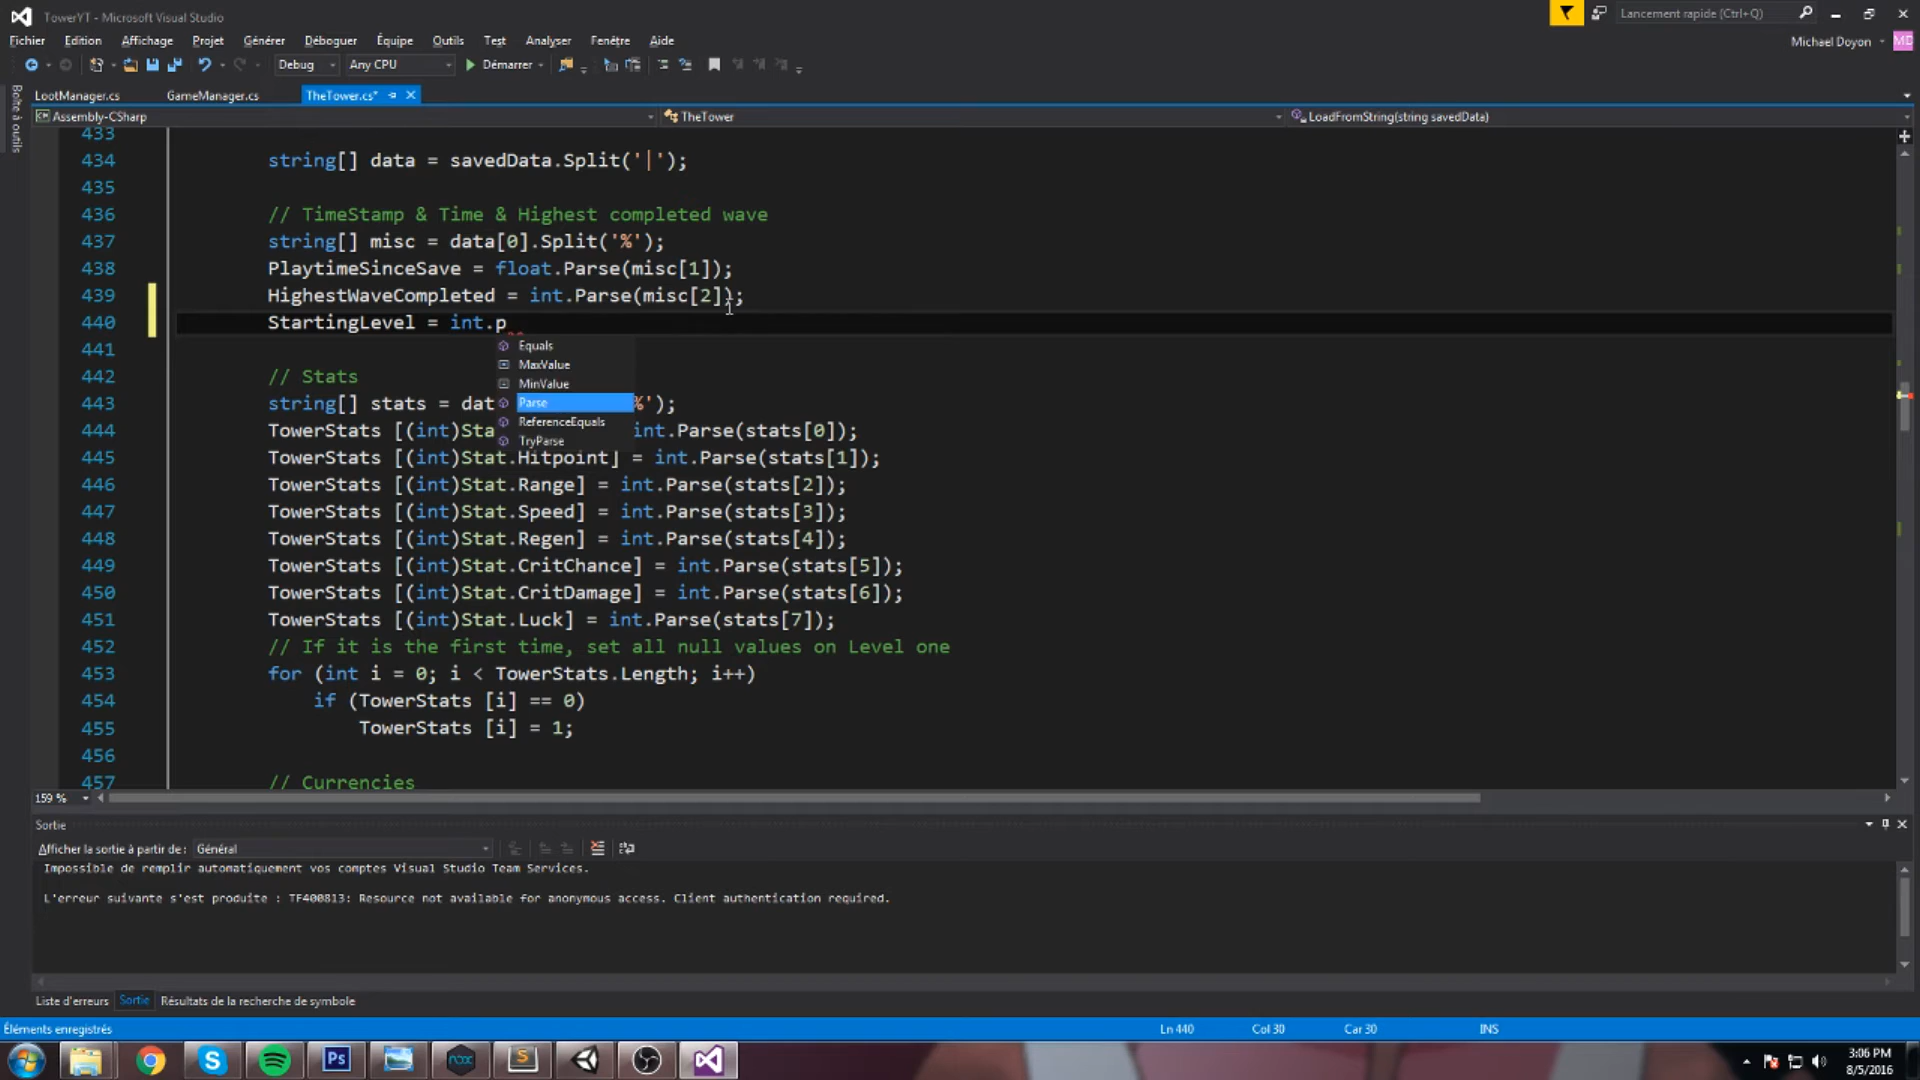 TowerYT - Microsoft Visual Studio
Lancement rapide (Ctrl+Q)
Fichier Edition Affichage Projet Générer Déboguer Équipe Outils Test Analyser Fenêtre Aide
Michael Doyon MD
Debug Any CPU Démarrer
Boîte à outils
LootManager.cs GameManager.cs TheTower.cs*
Assembly-CSharp TheTower LoadFromString(string savedData)
433
434 string[] data = savedData.Split('|');
435
436 // TimeStamp & Time & Highest completed wave
437 string[] misc = data[0].Split('%');
438 PlaytimeSinceSave = float.Parse(misc[1]);
439 HighestWaveCompleted = int.Parse(misc[2]);
440 StartingLevel = int.p
Equals
441
MaxValue
442 // Stats
MinValue
443 string[] stats = dat %');
Parse
ReferenceEquals
444 TowerStats [(int)Sta int.Parse(stats[0]);
TryParse
445 TowerStats [(int)Stat.Hitpoint] = int.Parse(stats[1]);
446 TowerStats [(int)Stat.Range] = int.Parse(stats[2]);
447 TowerStats [(int)Stat.Speed] = int.Parse(stats[3]);
448 TowerStats [(int)Stat.Regen] = int.Parse(stats[4]);
449 TowerStats [(int)Stat.CritChance] = int.Parse(stats[5]);
450 TowerStats [(int)Stat.CritDamage] = int.Parse(stats[6]);
451 TowerStats [(int)Stat.Luck] = int.Parse(stats[7]);
452 // If it is the first time, set all null values on Level one
453 for (int i = 0; i < TowerStats.Length; i++)
454 if (TowerStats [i] == 0)
455 TowerStats [i] = 1;
456
457 // Currencies
159 %
Sortie
Afficher la sortie à partir de : Général
Impossible de remplir automatiquement vos comptes Visual Studio Team Services.
L'erreur suivante s'est produite : TF400813: Resource not available for anonymous access. Client authentication required.
Liste d'erreurs Sortie Résultats de la recherche de symbole
Éléments enregistrés Ln 440 Col 30 Car 30 INS
Ps nox S
3:06 PM
8/5/2016